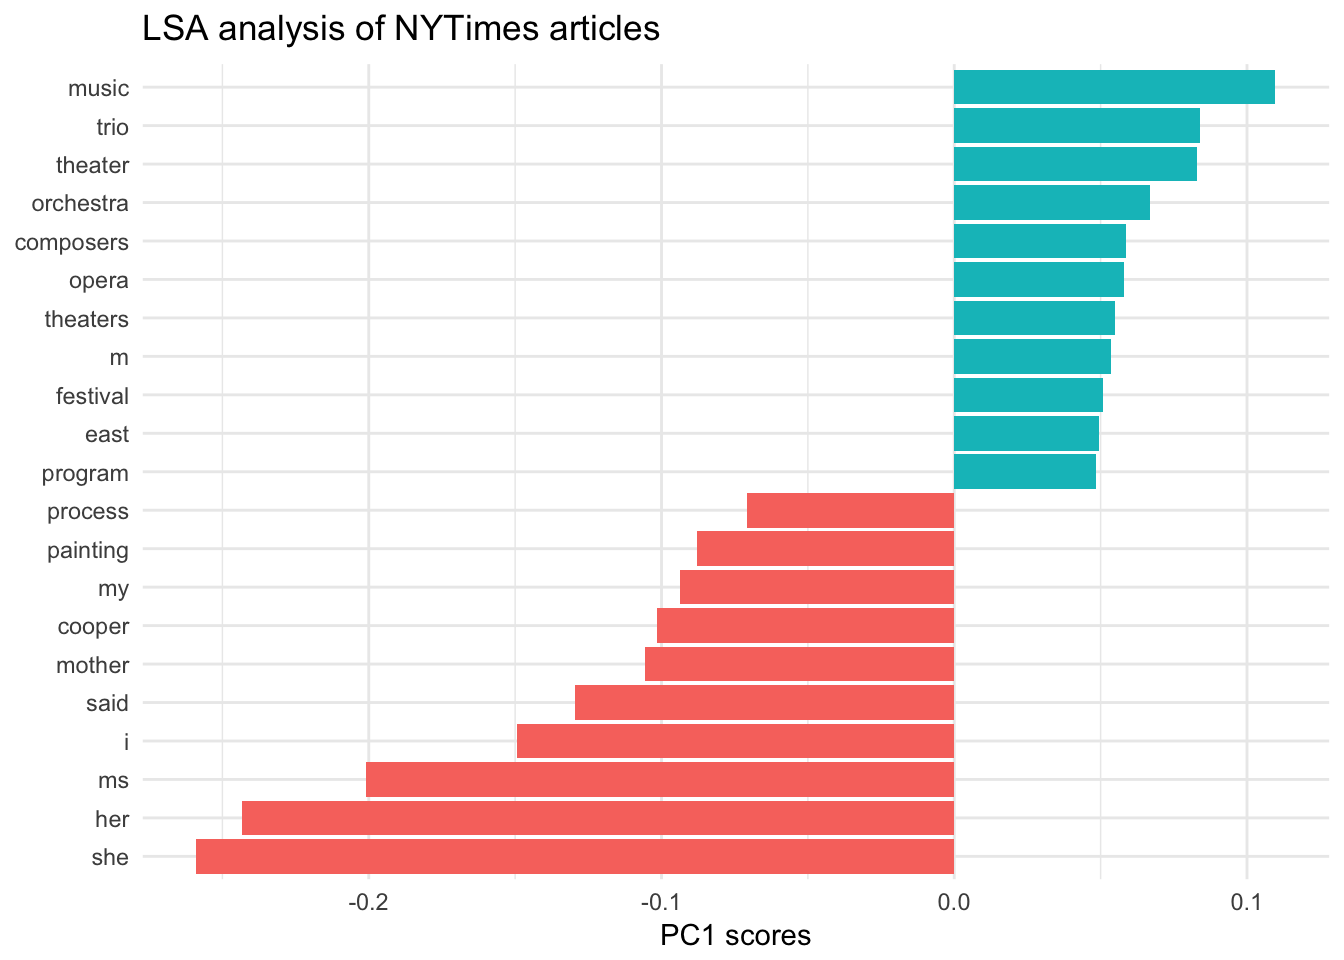 LSA analysis of NYTimes articles
music
trio
theater
orchestra
composers
opera
theaters
m
festival
east
program
process
painting
my
cooper
mother
said
i
ms
her
she
-0.2 -0.1 0.0 0.1
PC1 scores